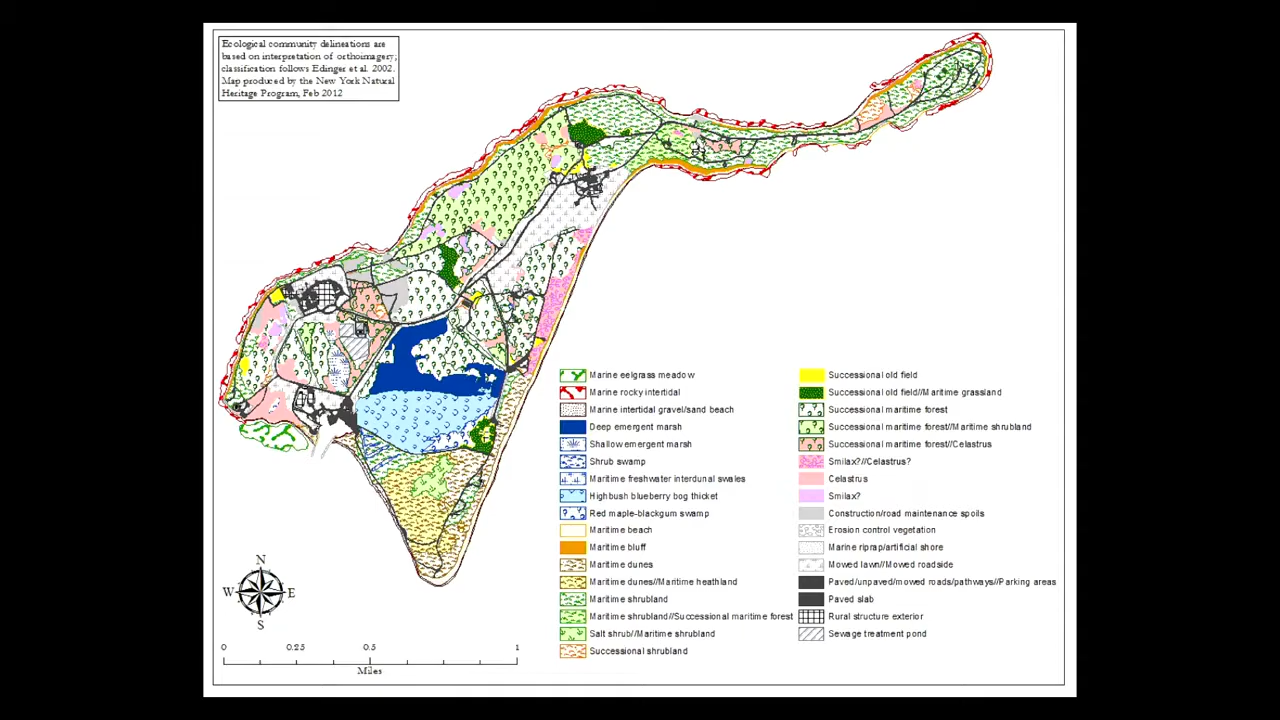 Ecological community delineations are
based on interpretation of orthoimagery;
classification follows Edinger et al. 2002.
Map produced by the New York Natural
Heritage Program, Feb 2012
Marine eelgrass meadow
Marine rocky intertidal
Marine intertidal gravel/sand beach
Deep emergent marsh
Shallow emergent marsh
Shrub swamp
Maritime freshwater interdunal swales
Highbush blueberry bog thicket
Red maple-blackgum swamp
Maritime beach
Maritime bluff
Maritime dunes
Maritime dunes//Maritime heathland
Maritime shrubland
Maritime shrubland//Successional maritime forest
Salt shrub//Maritime shrubland
Successional shrubland
Successional old field
Successional old field//Maritime grassland
Successional maritime forest
Successional maritime forest//Maritime shrubland
Successional maritime forest//Celastrus
Smilax?//Celastrus?
Celastrus
Smilax?
Construction/road maintenance spoils
Erosion control vegetation
Marine riprap/artificial shore
Mowed lawn//Mowed roadside
Paved/unpaved/mowed roads/pathways//Parking areas
Paved slab
Rural structure exterior
Sewage treatment pond
N
W E
S
0 0.25 0.5 1
Miles